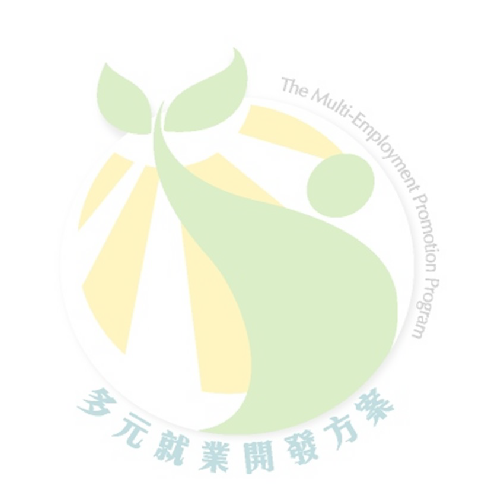 The Multi-Employment Promotion Program
多元就業開發方案